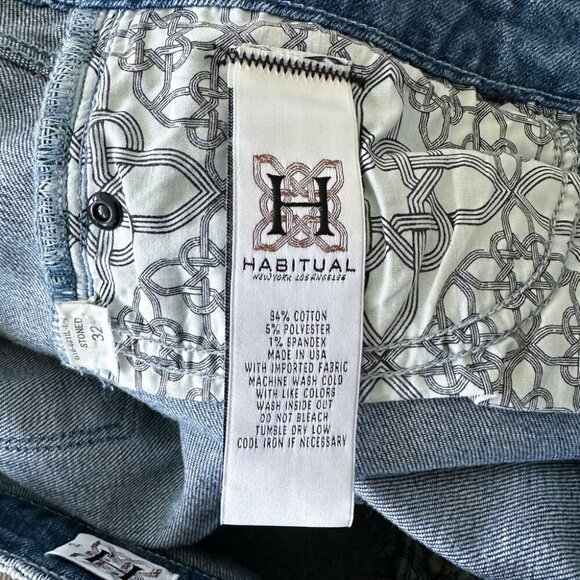 H
HABITUAL
NEW YORK LOS ANGELES
94% COTTON
5% POLYESTER
1% SPANDEX
MADE IN USA
WITH IMPORTED FABRIC
MACHINE WASH COLD
WITH LIKE COLORS
WASH INSIDE OUT
DO NOT BLEACH
TUMBLE DRY LOW
COOL IRON IF NECESSARY
STONED
32
H